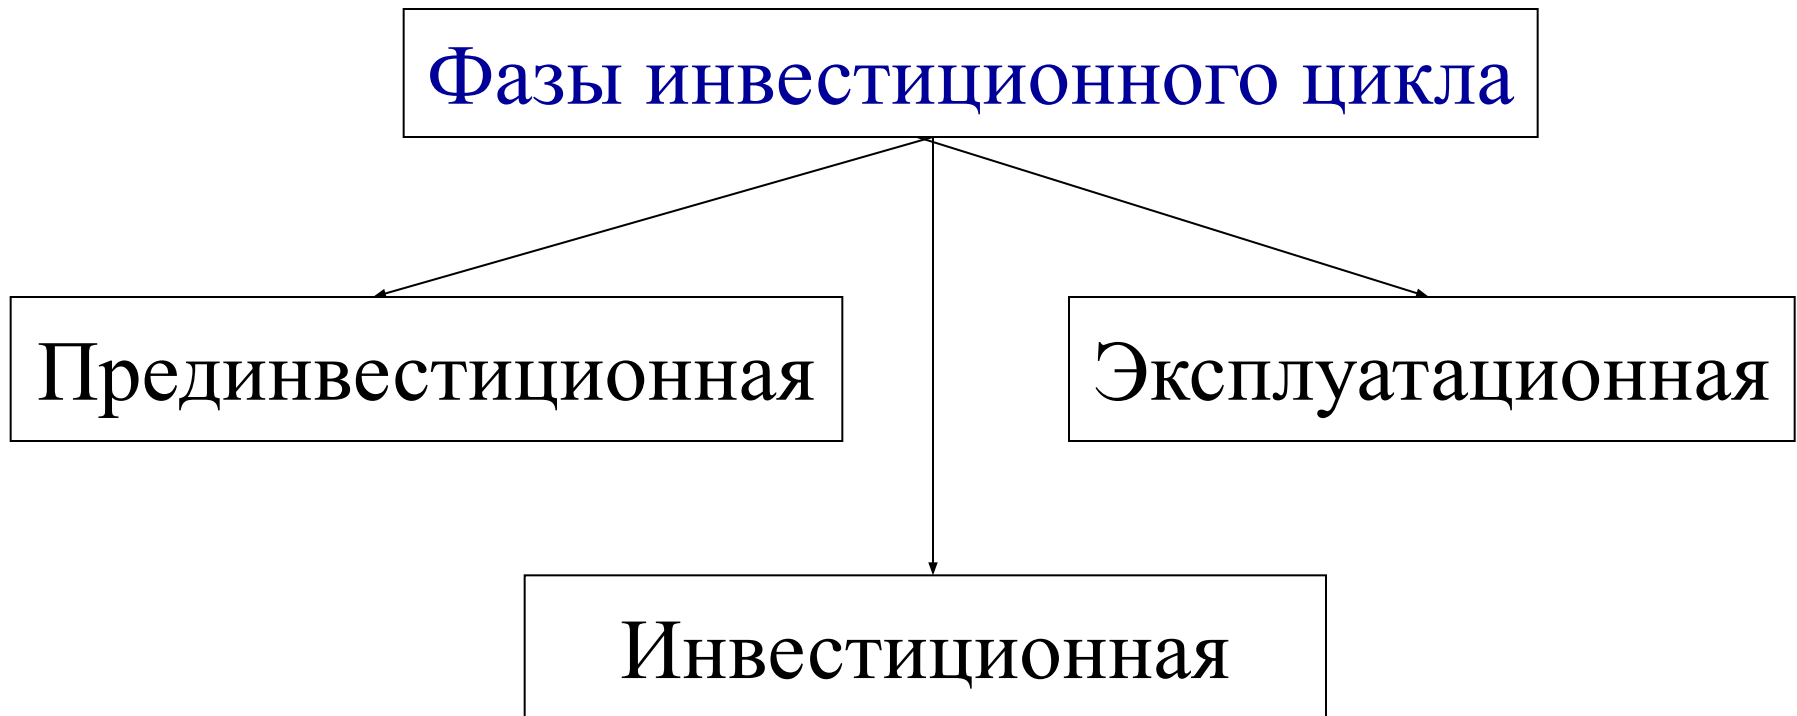 Фазы инвестиционного цикла
Прединвестиционная
Эксплуатационная
Инвестиционная